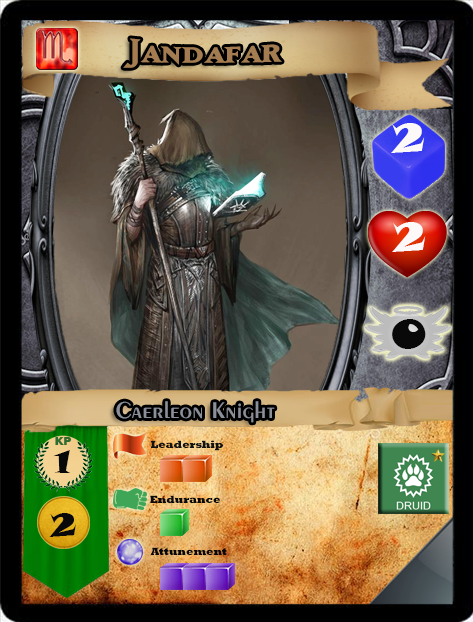 ♏
Jandafar
2
2
Caerleon Knight
KP
1
2
Leadership
Endurance
Attunement
DRUID